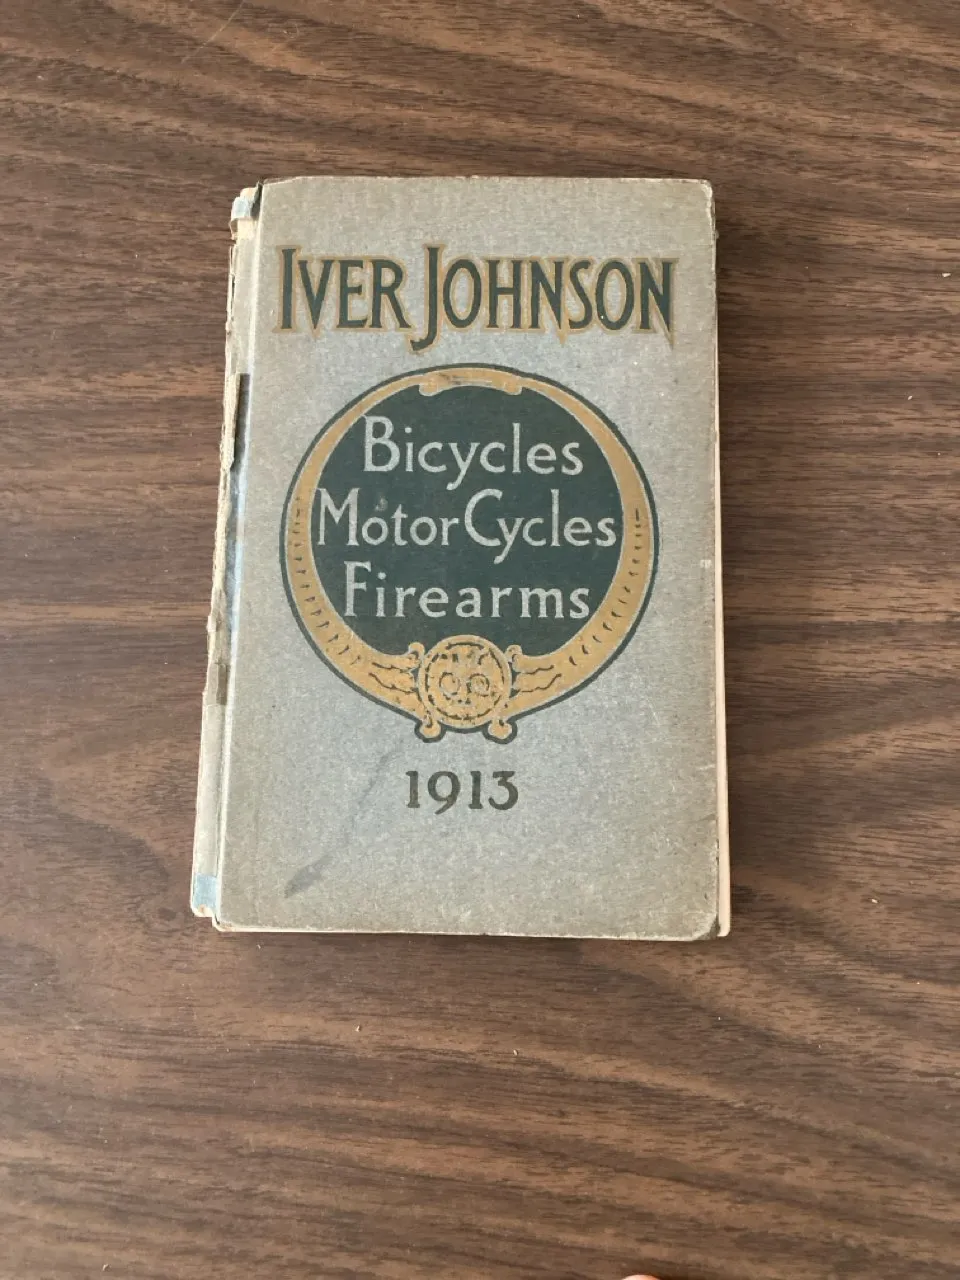 IVER JOHNSON
Bicycles
Motor Cycles
Firearms
1913